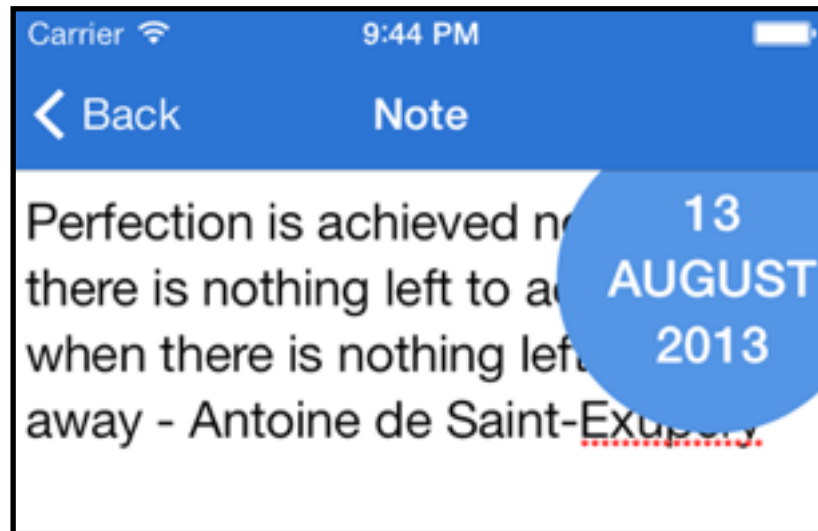 Carrier 9:44 PM
Back Note
Perfection is achieved
there is nothing left to
when there is nothing left
away - Antoine de Saint-Exupery
13
AUGUST
2013